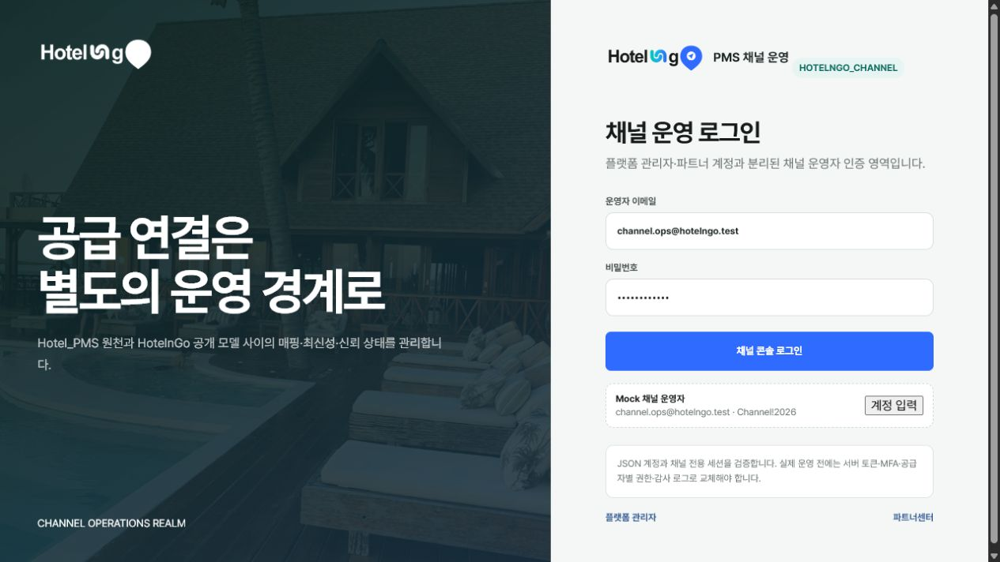 HotelnGo
공급 연결은
별도의 운영 경계로
Hotel_PMS 원천과 HotelnGo 공개 모델 사이의 매핑·최신성·신뢰 상태를 관리합니
다.
CHANNEL OPERATIONS REALM
HotelnGo PMS 채널 운영
HOTELNGO_CHANNEL
채널 운영 로그인
플랫폼 관리자·파트너 계정과 분리된 채널 운영자 인증 영역입니다.
운영자 이메일
channel.ops@hotelngo.test
비밀번호
••••••••••••
채널 콘솔 로그인
Mock 채널 운영자
channel.ops@hotelngo.test · Channel!2026
계정 입력
JSON 계정과 채널 전용 세션을 검증합니다. 실제 운영 전에는 서버 토큰·MFA·공급
자별 권한·감사 로그로 교체해야 합니다.
플랫폼 관리자
파트너센터